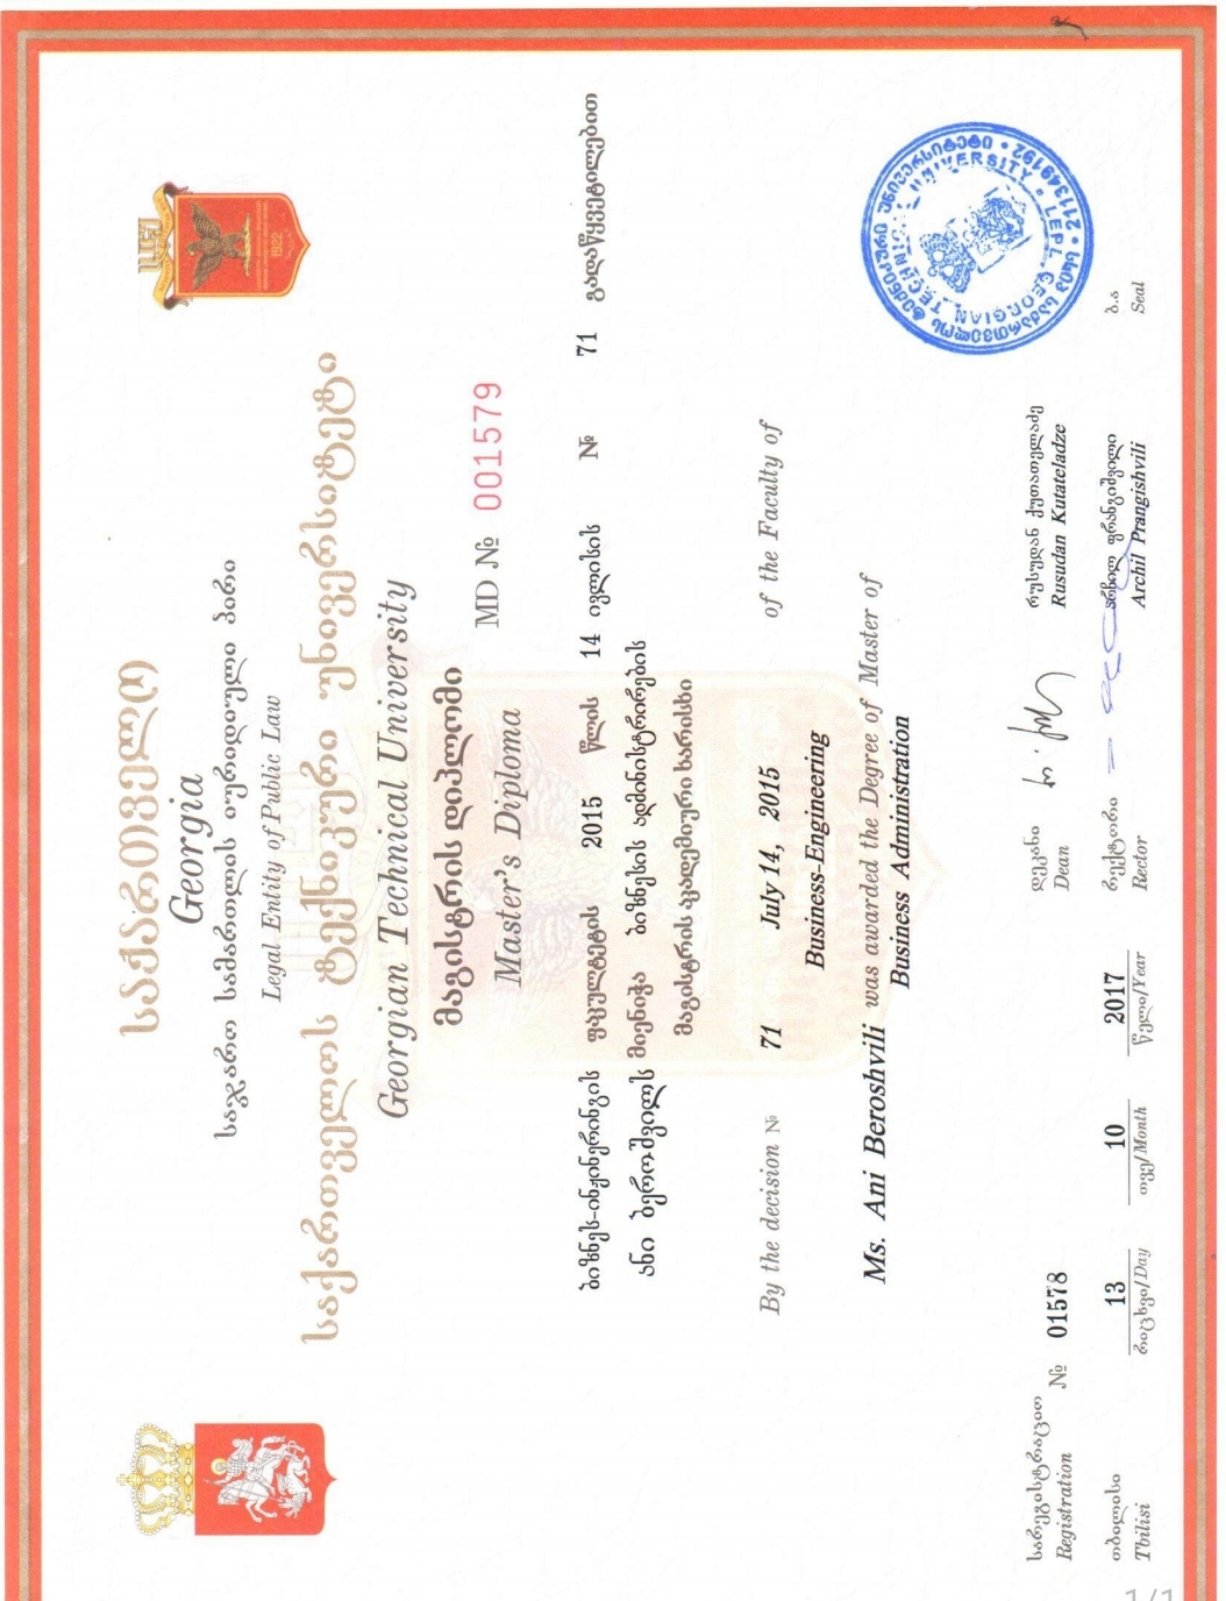 საქართველო
Georgia
საჯარო სამართლის იურიდიული პირი
Legal Entity of Public Law
საქართველოს ტექნიკური უნივერსიტეტი
Georgian Technical University
მაგისტრის დიპლომი
MD № 001579
Master's Diploma
ბიზნეს-ინჟინერინგის ფაკულტეტის 2015 წლის 14 ივლისის № 71 გადაწყვეტილებით
ანი ბეროშვილს მიენიჭა ბიზნესის ადმინისტრირების
მაგისტრის აკადემიური ხარისხი
By the decision № 71 July 14, 2015 of the Faculty of
Business-Engineering
Ms. Ani Beroshvili was awarded the Degree of Master of
Business Administration
სარეგისტრაციო
Registration № 01578
დეკანი
Dean
რუსუდან ქუთათელაძე
Rusudan Kutateladze
თბილისი
Tbilisi
13 10 2017
რიცხვი/Day თვე/Month წელი/Year
რექტორი
Rector
არჩილ ფრანგიშვილი
Archil Prangishvili
ბ.ა
Seal
საქართველოს ტექნიკური უნივერსიტეტი • 211349192 •
GEORGIAN TECHNICAL UNIVERSITY • LEPL
1922
1/1